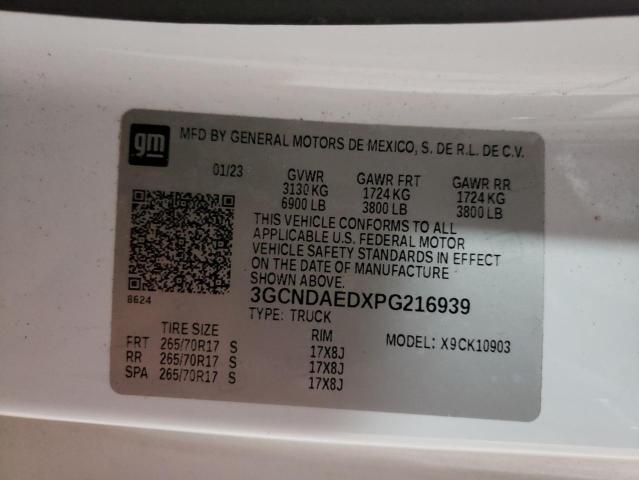 gm
MFD BY GENERAL MOTORS DE MEXICO, S. DE R.L. DE C.V.
01/23 GVWR GAWR FRT GAWR RR
3130 KG 1724 KG 1724 KG
6900 LB 3800 LB 3800 LB
THIS VEHICLE CONFORMS TO ALL
APPLICABLE U.S. FEDERAL MOTOR
VEHICLE SAFETY STANDARDS IN EFFECT
ON THE DATE OF MANUFACTURE
SHOWN ABOVE.
8624
3GCNDAEDXPG216939
TYPE: TRUCK
TIRE SIZE RIM MODEL: X9CK10903
FRT 265/70R17 S 17X8J
RR 265/70R17 S 17X8J
SPA 265/70R17 S 17X8J